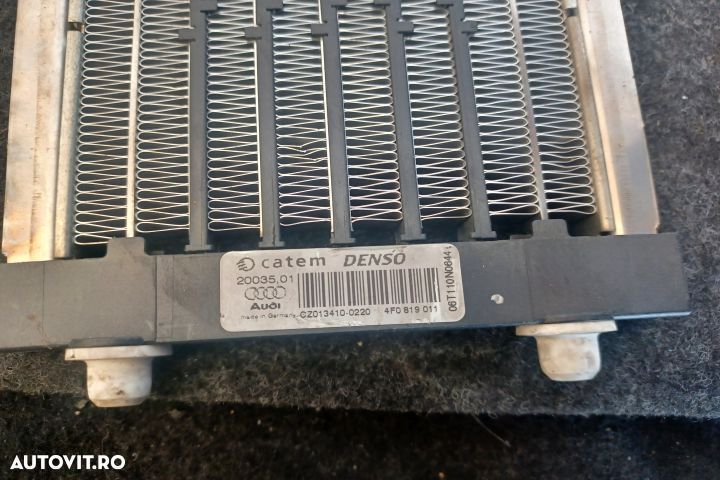 catem DENSO
20035,01
Audi
made in Germany CZ013410-0220 4F0 819 011
06T110N0644
AUTOVIT.RO